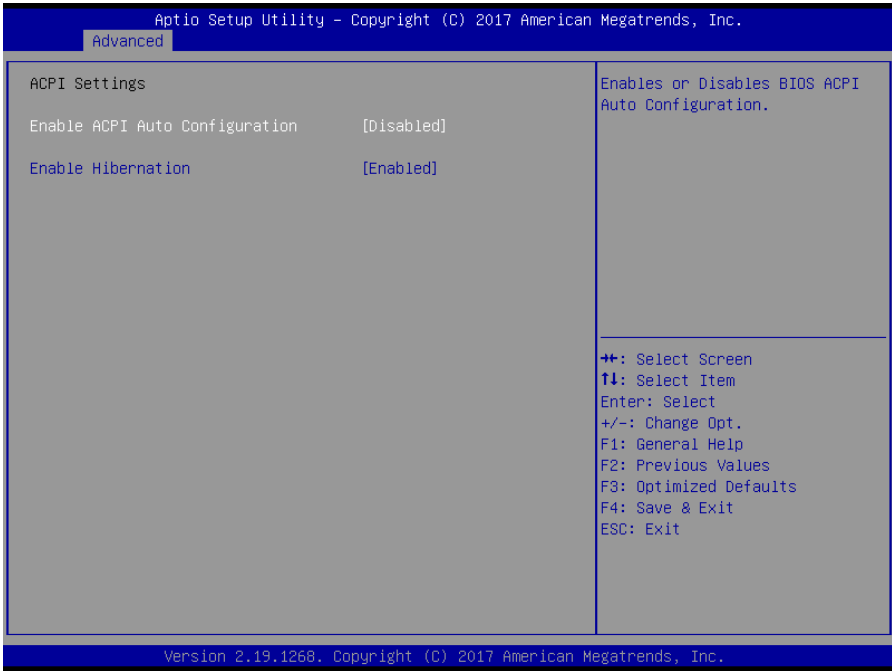 Aptio Setup Utility – Copyright (C) 2017 American Megatrends, Inc.
Advanced
ACPI Settings
Enable ACPI Auto Configuration [Disabled]
Enable Hibernation [Enabled]
Enables or Disables BIOS ACPI
Auto Configuration.
→←: Select Screen
↑↓: Select Item
Enter: Select
+/-: Change Opt.
F1: General Help
F2: Previous Values
F3: Optimized Defaults
F4: Save & Exit
ESC: Exit
Version 2.19.1268. Copyright (C) 2017 American Megatrends, Inc.